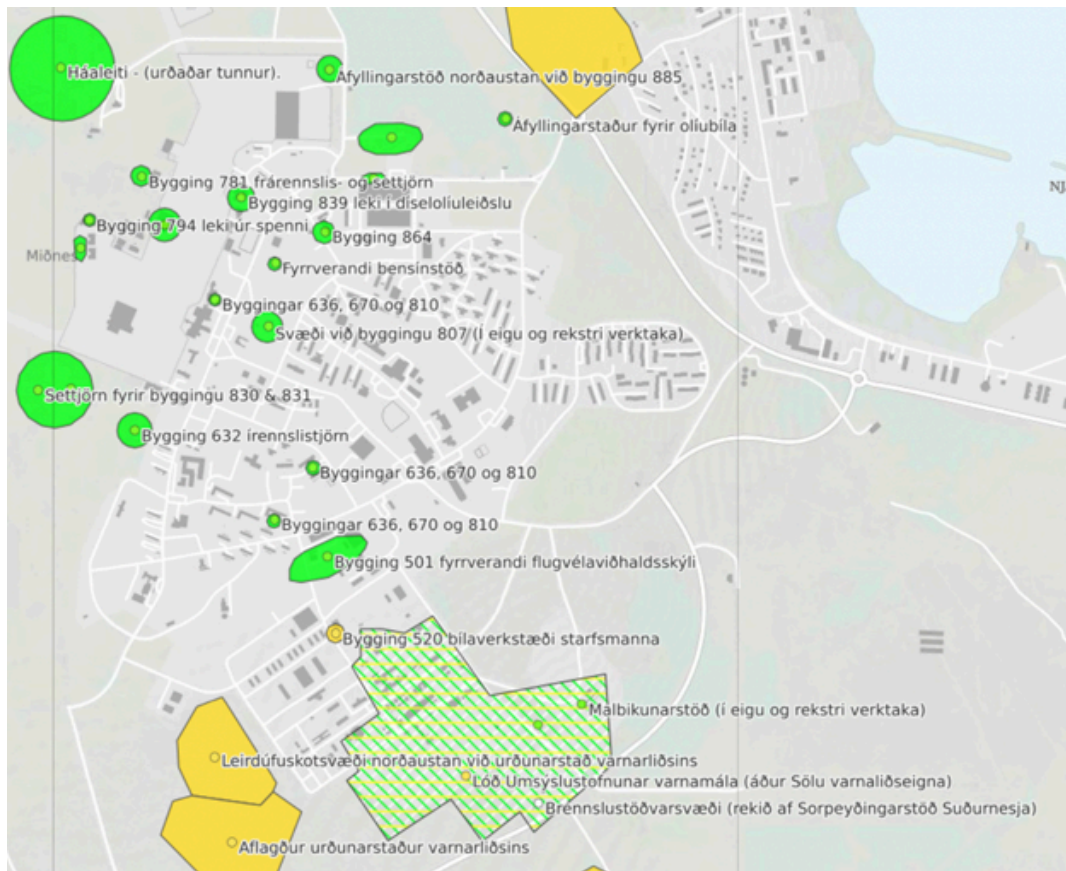 Háaleiti - (urðaðar tunnur).
Áfyllingarstöð norðaustan við byggingu 885
Áfyllingarstaður fyrir olíubíla
Bygging 781 frárennslis- og settjörn
NJ
Bygging 839 leki í díselolíuleiðslu
Bygging 794 leki úr spenni
Bygging 864
Miðnes
Fyrrverandi bensínstöð
Byggingar 636, 670 og 810
Svæði við byggingu 807 (Í eigu og rekstri verktaka)
Settjörn fyrir byggingu 830 & 831
Bygging 632 írennslistjörn
Byggingar 636, 670 og 810
Byggingar 636, 670 og 810
Bygging 501 fyrrverandi flugvélaviðhaldsskýli
Bygging 520 bílaverkstæði starfsmanna
Malbikunarstöð (í eigu og rekstri verktaka)
Leirdúfuskotsvæði norðaustan við urðunarstað varnarliðsins
Lóð Umsýslustofnunar varnamála (áður Sölu varnaliðseigna)
Brennslustöðvarsvæði (rekið af Sorpeyðingarstöð Suðurnesja)
Aflagður urðunarstaður varnarliðsins